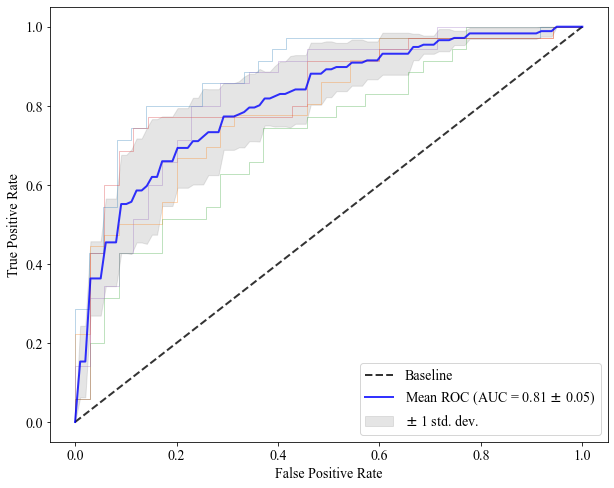 1.0
0.8
0.6
0.4
0.2
0.0
True Positive Rate
Baseline
Mean ROC (AUC = 0.81 ± 0.05)
± 1 std. dev.
0.0 0.2 0.4 0.6 0.8 1.0
False Positive Rate